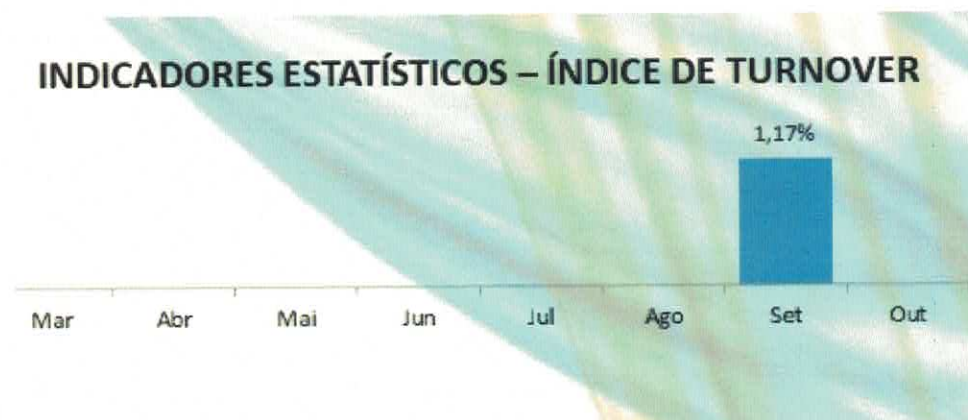 INDICADORES ESTATÍSTICOS – ÍNDICE DE TURNOVER
1,17%
Mar Abr Mai Jun Jul Ago Set Out